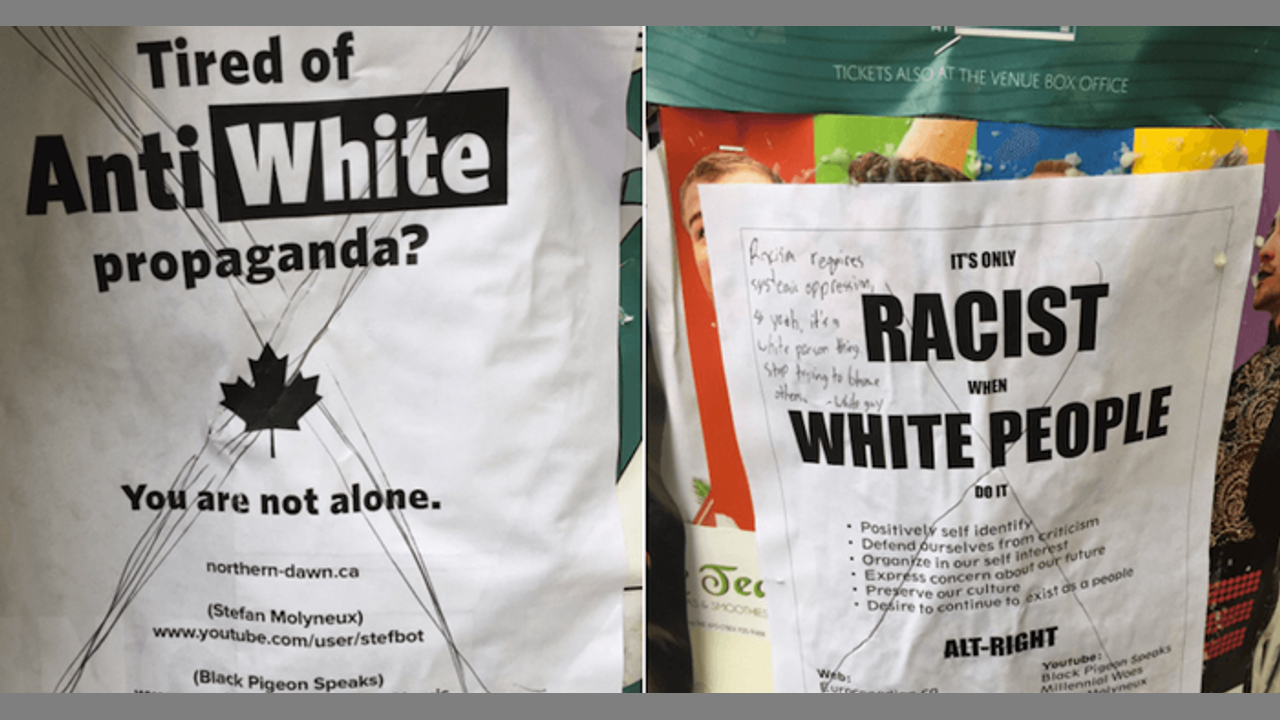 Tired of
Anti White
propaganda?
You are not alone.
northern-dawn.ca
(Stefan Molyneux)
www.youtube.com/user/stefbot
(Black Pigeon Speaks)
TICKETS ALSO AT THE VENUE BOX OFFICE
Racism requires
systemic oppression,
& yeah, it's a
white person thing.
Stop trying to blame
others. - White guy
IT'S ONLY
RACIST
WHEN
WHITE PEOPLE
DO IT
• Positively self identify
• Defend ourselves from criticism
• Organize in our self interest
• Express concern about our future
• Preserve our culture
• Desire to continue to exist as a people
ALT-RIGHT
Web:
Youtube:
Black Pigeon Speaks
Millennial Woes
Molyneux
& SMOOTHIES